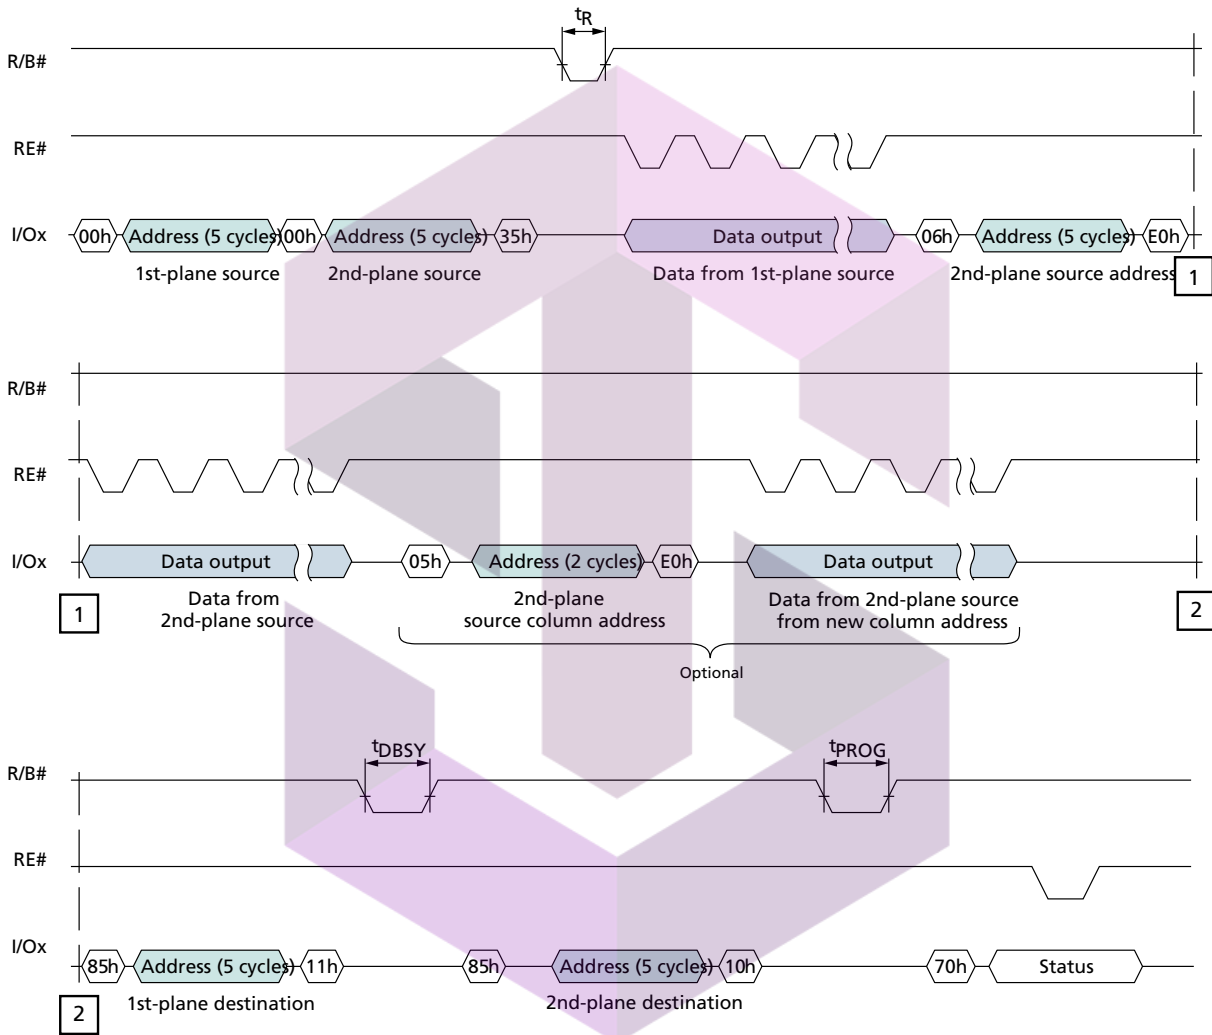 tR
R/B#
RE#
I/Ox
00h Address (5 cycles) 00h Address (5 cycles) 35h Data output 06h Address (5 cycles) E0h
1st-plane source 2nd-plane source Data from 1st-plane source 2nd-plane source address
1
R/B#
RE#
I/Ox
Data output 05h Address (2 cycles) E0h Data output
1
Data from
2nd-plane source
2nd-plane
source column address
Data from 2nd-plane source
from new column address
2
Optional
tDBSY tPROG
R/B#
RE#
I/Ox
85h Address (5 cycles) 11h 85h Address (5 cycles) 10h 70h Status
1st-plane destination 2nd-plane destination
2